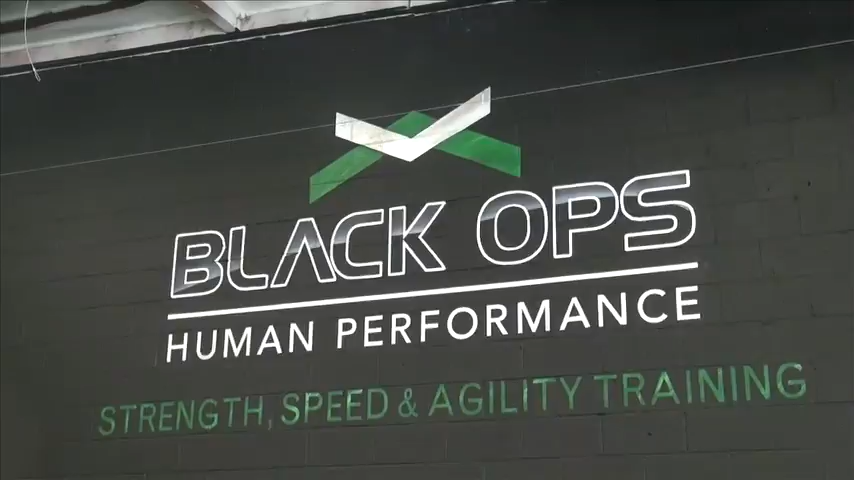 BLACK OPS
HUMAN PERFORMANCE
STRENGTH, SPEED & AGILITY TRAINING